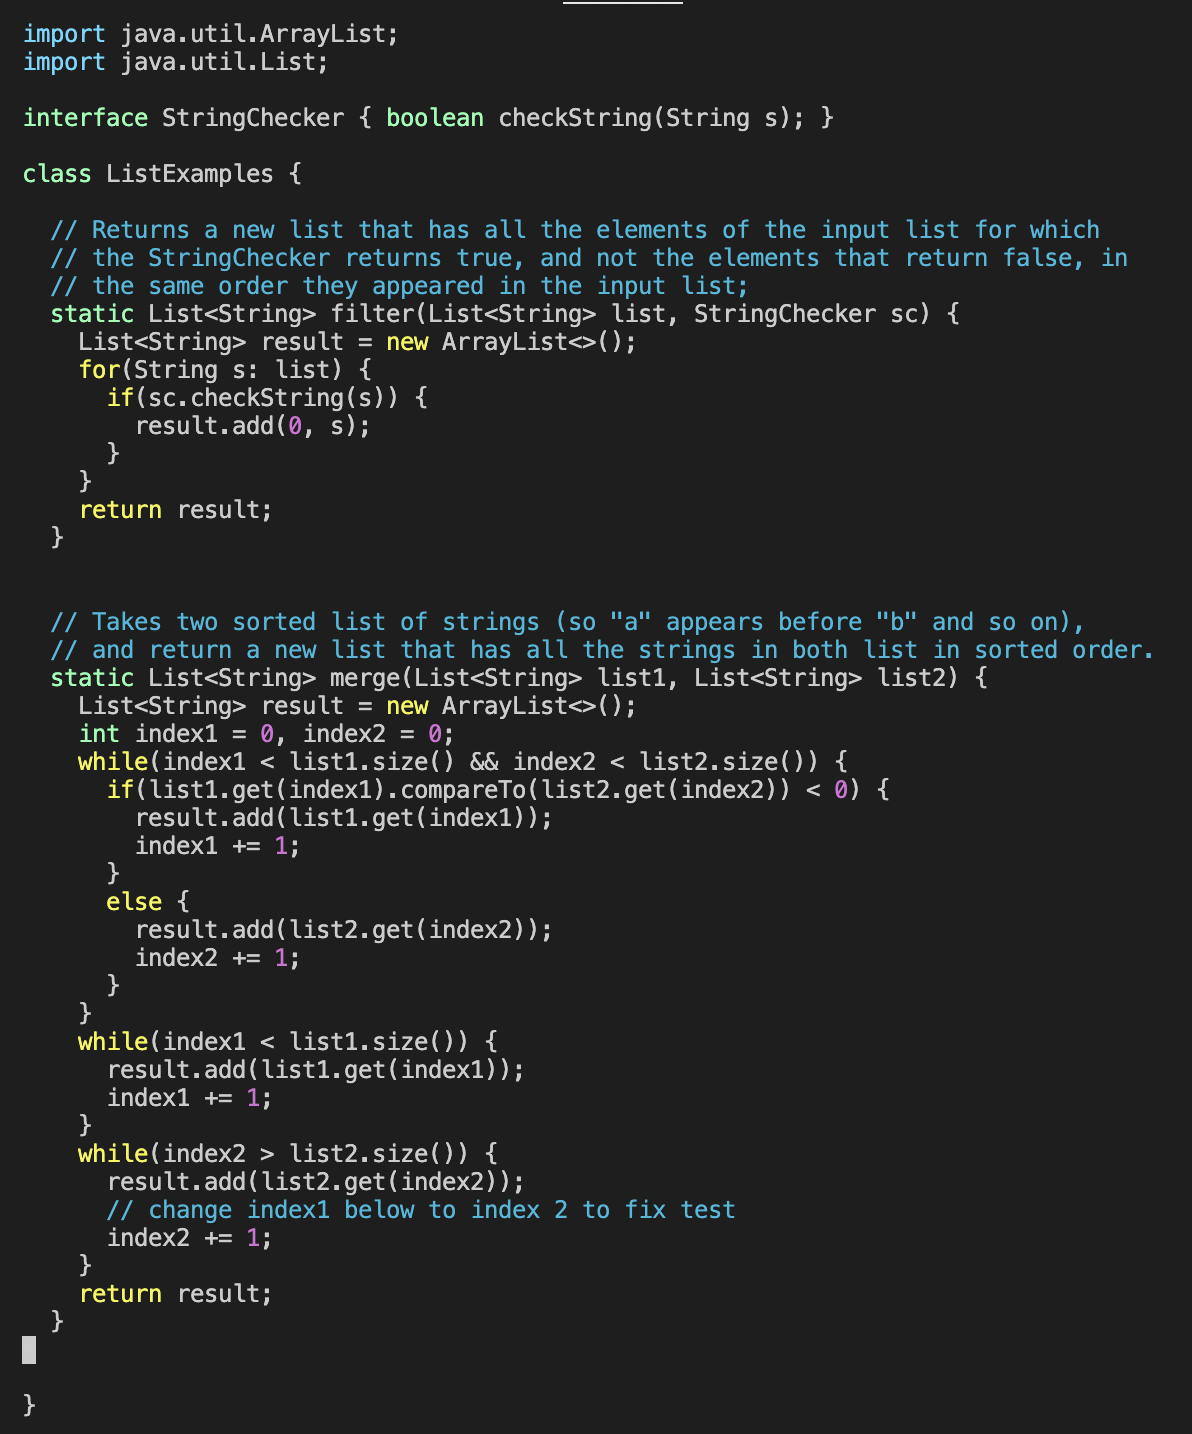 import java.util.ArrayList;
import java.util.List;

interface StringChecker { boolean checkString(String s); }

class ListExamples {

  // Returns a new list that has all the elements of the input list for which
  // the StringChecker returns true, and not the elements that return false, in
  // the same order they appeared in the input list;
  static List<String> filter(List<String> list, StringChecker sc) {
    List<String> result = new ArrayList<>();
    for(String s: list) {
      if(sc.checkString(s)) {
        result.add(0, s);
      }
    }
    return result;
  }


  // Takes two sorted list of strings (so "a" appears before "b" and so on),
  // and return a new list that has all the strings in both list in sorted order.
  static List<String> merge(List<String> list1, List<String> list2) {
    List<String> result = new ArrayList<>();
    int index1 = 0, index2 = 0;
    while(index1 < list1.size() && index2 < list2.size()) {
      if(list1.get(index1).compareTo(list2.get(index2)) < 0) {
        result.add(list1.get(index1));
        index1 += 1;
      }
      else {
        result.add(list2.get(index2));
        index2 += 1;
      }
    }
    while(index1 < list1.size()) {
      result.add(list1.get(index1));
      index1 += 1;
    }
    while(index2 > list2.size()) {
      result.add(list2.get(index2));
      // change index1 below to index 2 to fix test
      index2 += 1;
    }
    return result;
  }


}